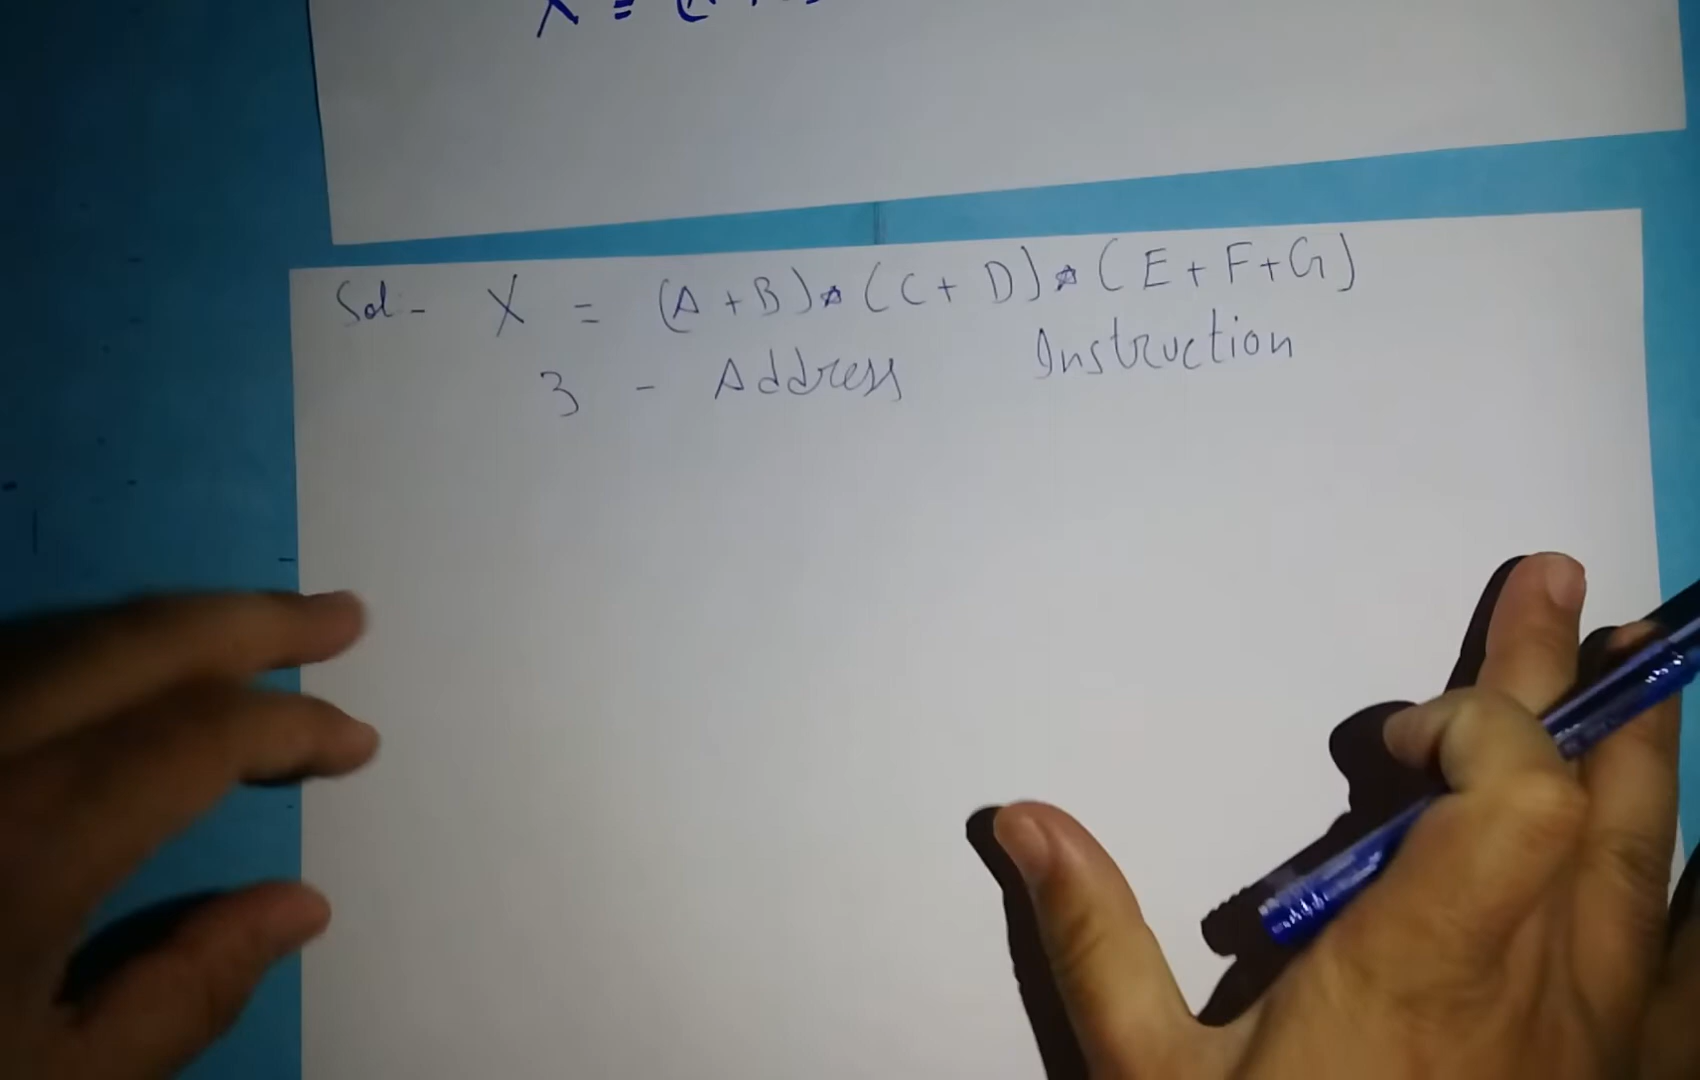 X =
Sol - X = (A + B) * (C + D) * (E + F + G)
3 - Address Instruction